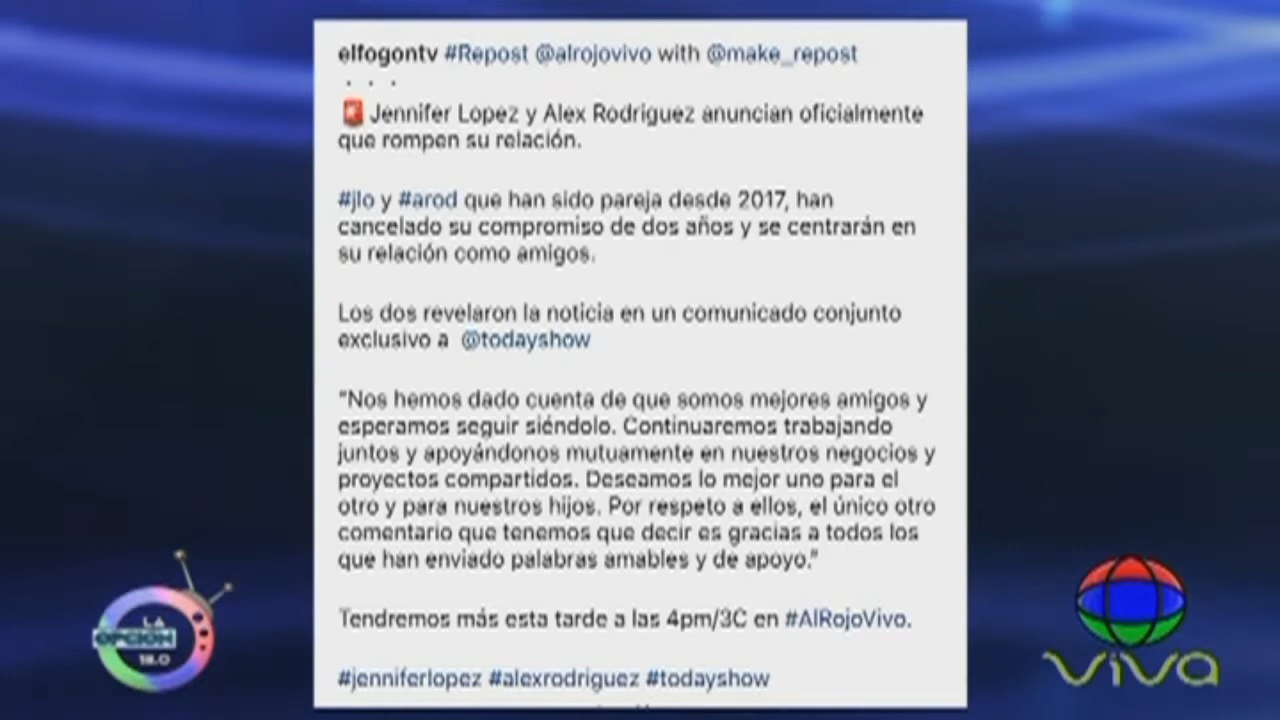 elfogontv #Repost @alrojovivo with @make_repost
. . .
🚨 Jennifer Lopez y Alex Rodriguez anuncian oficialmente
que rompen su relación.
#jlo y #arod que han sido pareja desde 2017, han
cancelado su compromiso de dos años y se centrarán en
su relación como amigos.
Los dos revelaron la noticia en un comunicado conjunto
exclusivo a @todayshow
"Nos hemos dado cuenta de que somos mejores amigos y
esperamos seguir siéndolo. Continuaremos trabajando
juntos y apoyándonos mutuamente en nuestros negocios y
proyectos compartidos. Deseamos lo mejor uno para el
otro y para nuestros hijos. Por respeto a ellos, el único otro
comentario que tenemos que decir es gracias a todos los
que han enviado palabras amables y de apoyo."
Tendremos más esta tarde a las 4pm/3C en #AlRojoVivo.
#jenniferlopez #alexrodriguez #todayshow
LA
OPCION
18.0
VIVA